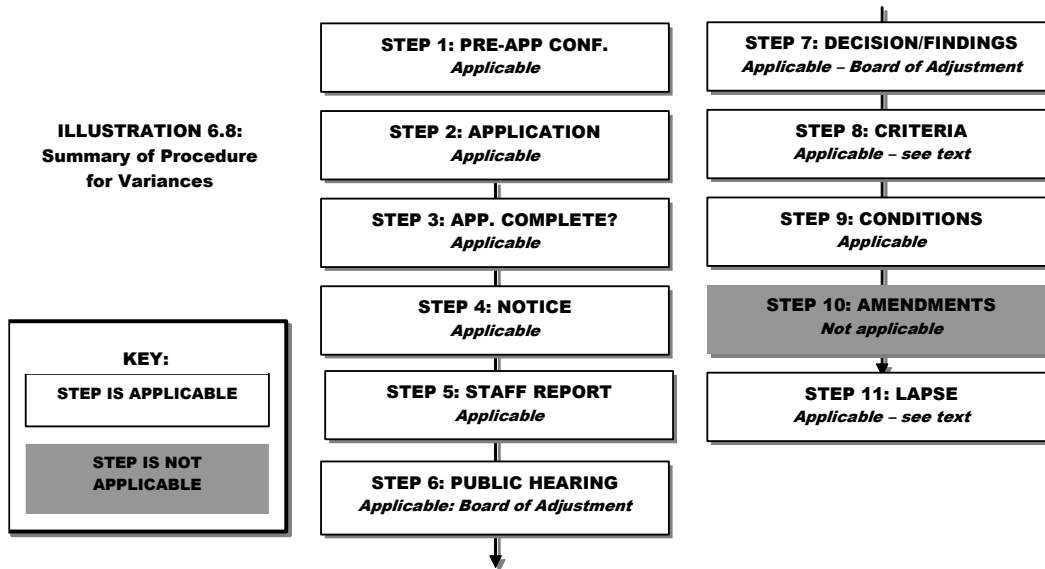 ILLUSTRATION 6.8:
Summary of Procedure
for Variances
KEY:
STEP IS APPLICABLE
STEP IS NOT
APPLICABLE
STEP 1: PRE-APP CONF.
Applicable
STEP 2: APPLICATION
Applicable
STEP 3: APP. COMPLETE?
Applicable
STEP 4: NOTICE
Applicable
STEP 5: STAFF REPORT
Applicable
STEP 6: PUBLIC HEARING
Applicable: Board of Adjustment
STEP 7: DECISION/FINDINGS
Applicable – Board of Adjustment
STEP 8: CRITERIA
Applicable – see text
STEP 9: CONDITIONS
Applicable
STEP 10: AMENDMENTS
Not applicable
STEP 11: LAPSE
Applicable – see text